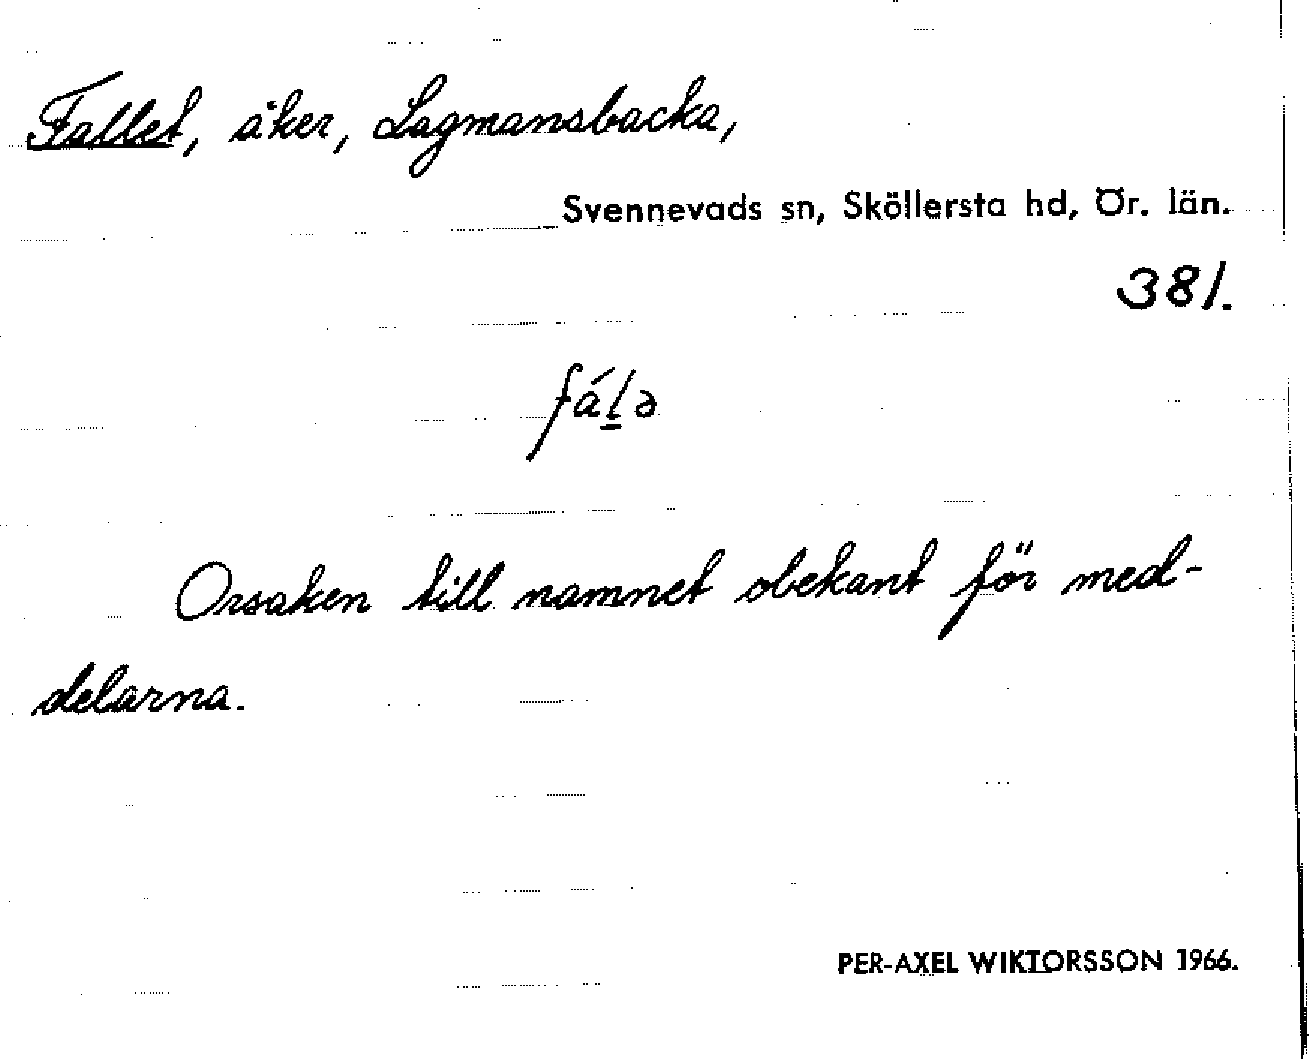 Fallet, åker, Lagmansbacka,
Svennevads sn, Sköllersta hd, Ör. län.
381.
fálə
Orsaken till namnet obekant för med-
delarna.
PER-AXEL WIKTORSSON 1966.